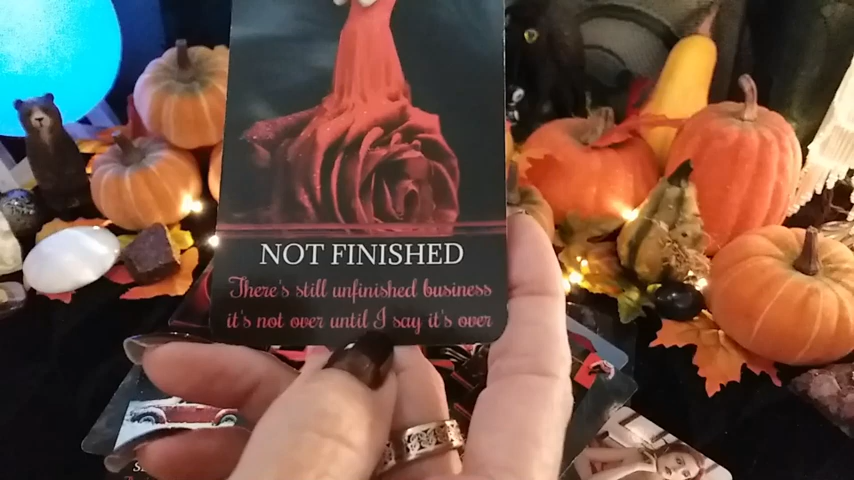 NOT FINISHED
There's still unfinished business
it's not over until I say it's over